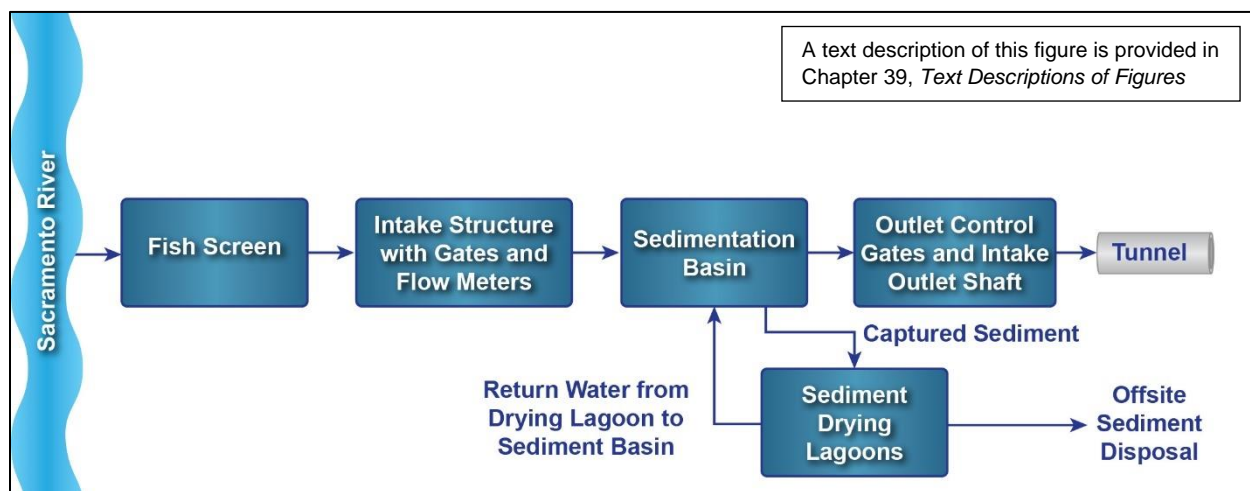 A text description of this figure is provided in
Chapter 39, Text Descriptions of Figures
Sacramento River
Fish Screen
Intake Structure
with Gates and
Flow Meters
Sedimentation
Basin
Outlet Control
Gates and Intake
Outlet Shaft
Tunnel
Captured Sediment
Return Water from
Drying Lagoon to
Sediment Basin
Sediment
Drying
Lagoons
Offsite
Sediment
Disposal